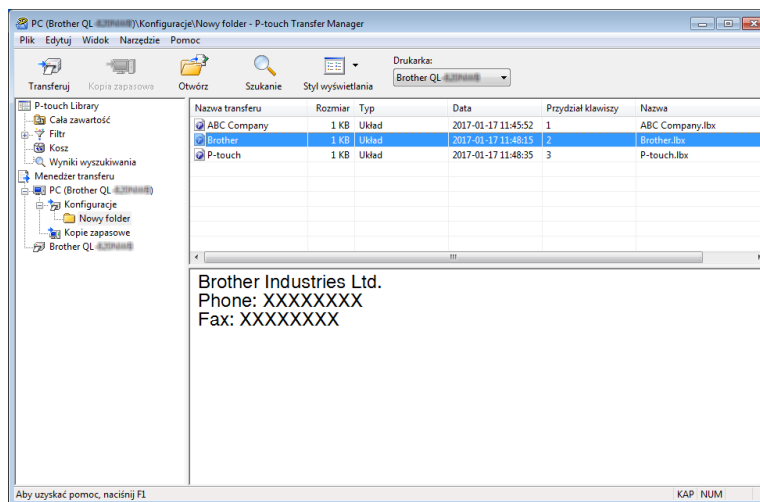 PC (Brother QL )\Konfiguracje\Nowy folder - P-touch Transfer Manager
Plik Edytuj Widok Narzędzie Pomoc
Transferuj Kopia zapasowa Otwórz Szukanie Styl wyświetlania
Drukarka:
Brother QL
P-touch Library
Cała zawartość
Filtr
Kosz
Wyniki wyszukiwania
Menedżer transferu
PC (Brother QL )
Konfiguracje
Nowy folder
Kopie zapasowe
Brother QL
Nazwa transferu Rozmiar Typ Data Przydział klawiszy Nazwa
ABC Company 1 KB Układ 2017-01-17 11:45:52 1 ABC Company.lbx
Brother 1 KB Układ 2017-01-17 11:48:15 2 Brother.lbx
P-touch 1 KB Układ 2017-01-17 11:48:35 3 P-touch.lbx
Brother Industries Ltd.
Phone: XXXXXXXX
Fax: XXXXXXXX
Aby uzyskać pomoc, naciśnij F1
KAP NUM